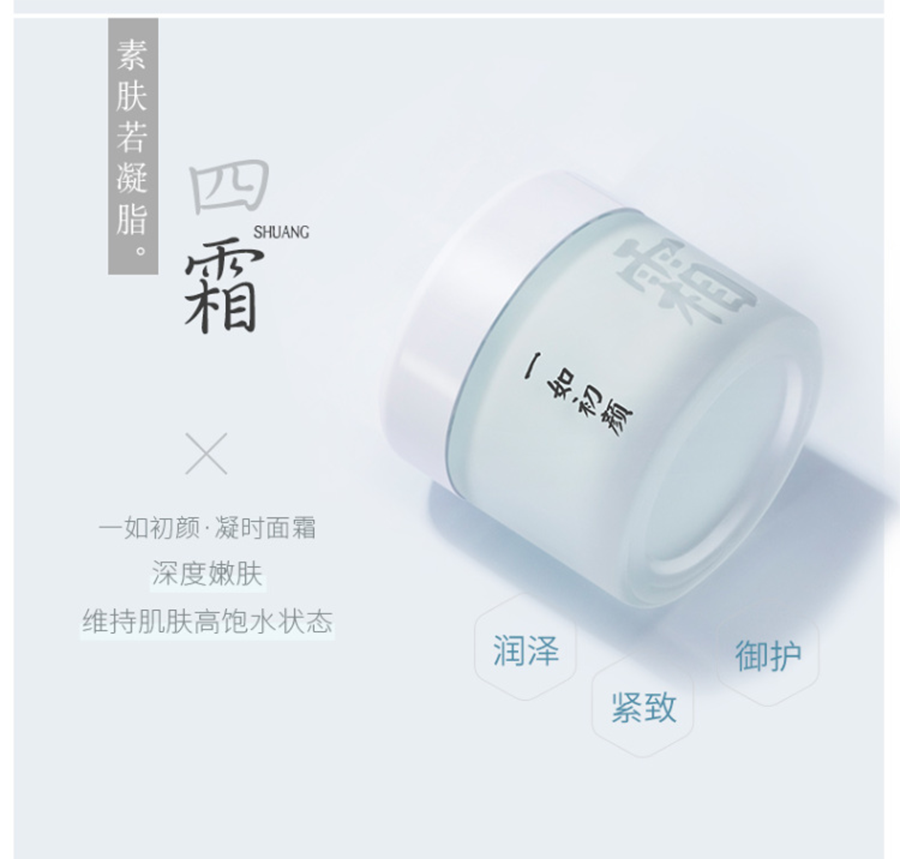 素肤若凝脂。
四
SHUANG
霜
一如初颜·凝时面霜
深度嫩肤
维持肌肤高饱水状态
霜
一如初颜
润泽
紧致
御护